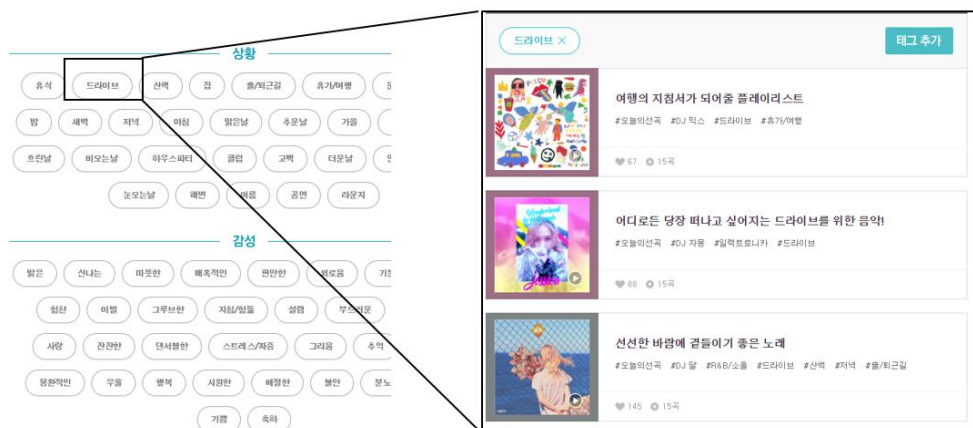 상황
휴식 드라이브 산책 집 출/퇴근길 휴가/여행
밤 새벽 저녁 아침 맑은날 추운날 가을
흐린날 비오는날 하우스파티 클럽 고백 더운날
눈오는날 해변 여름 공연 라운지
감성
밝은 신나는 따뜻한 매혹적인 편안한 외로움
힘찬 이별 그루브한 지침/힘듦 설렘 부드러운
사랑 잔잔한 댄서블한 스트레스/짜증 그리움 추억
몽환적인 우울 행복 시원한 애절한 불안 분노
기쁨 축하
드라이브 ×
태그 추가
여행의 지침서가 되어줄 플레이리스트
#오늘의선곡 #DJ 믹스 #드라이브 #휴가/여행
67 15곡
어디로든 당장 떠나고 싶어지는 드라이브를 위한 음악!
#오늘의선곡 #DJ 자몽 #일렉트로니카 #드라이브
88 15곡
Wonderland
Jessica
선선한 바람에 곁들이기 좋은 노래
#오늘의선곡 #DJ 달 #R&B/소울 #드라이브 #산책 #저녁 #출/퇴근길
145 15곡